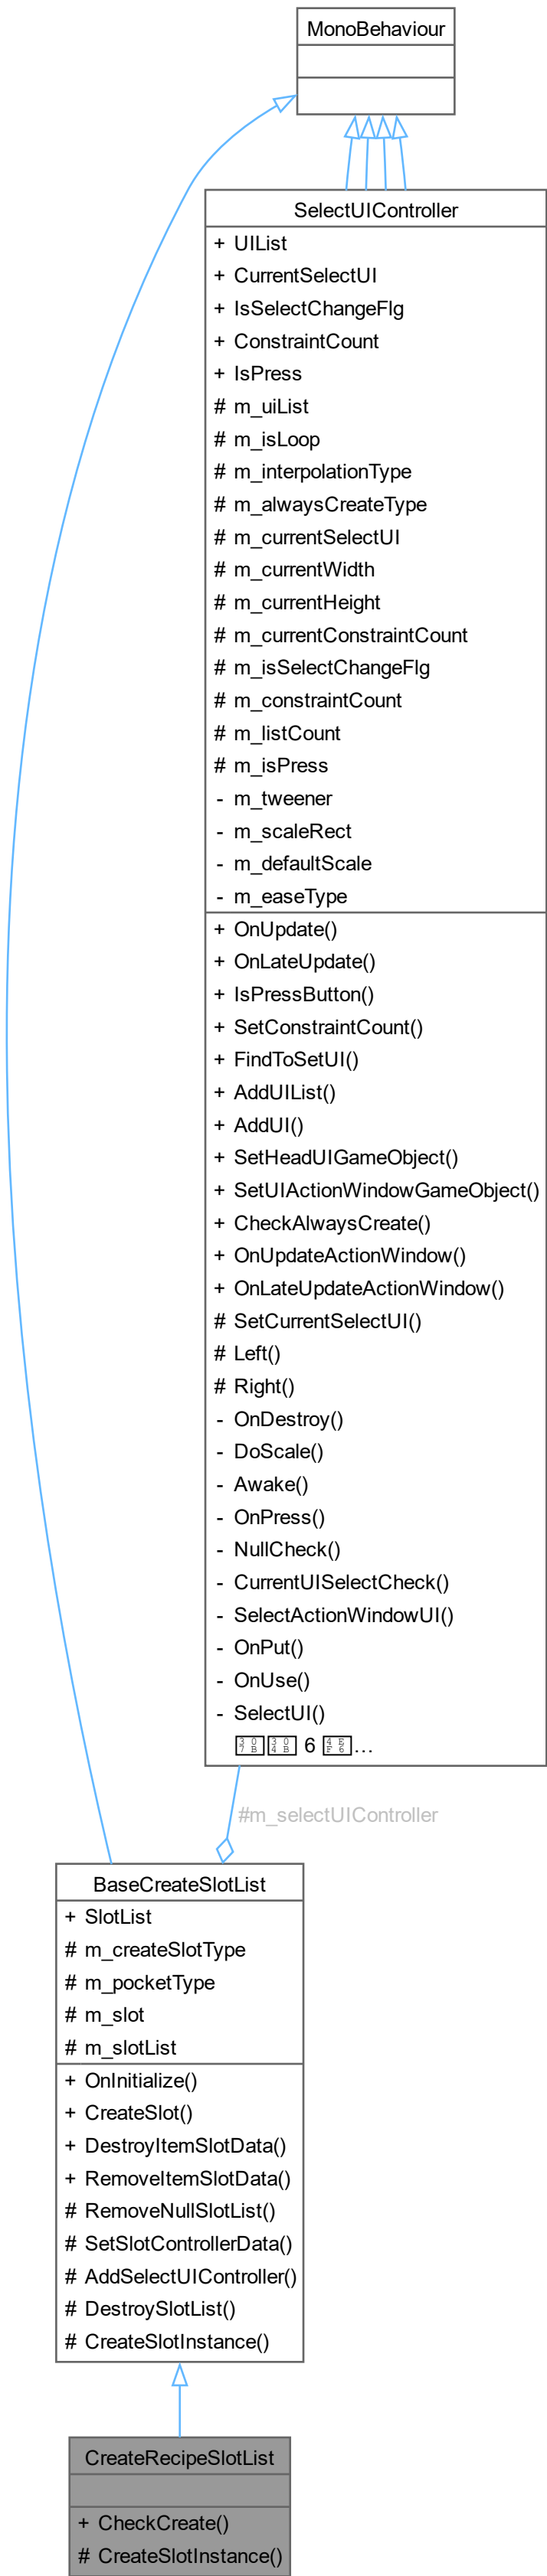 MonoBehaviour
SelectUIController
+ UIList
+ CurrentSelectUI
+ IsSelectChangeFlg
+ ConstraintCount
+ IsPress
# m_uiList
# m_isLoop
# m_interpolationType
# m_alwaysCreateType
# m_currentSelectUI
# m_currentWidth
# m_currentHeight
# m_currentConstraintCount
# m_isSelectChangeFlg
# m_constraintCount
# m_listCount
# m_isPress
- m_tweener
- m_scaleRect
- m_defaultScale
- m_easeType
+ OnUpdate()
+ OnLateUpdate()
+ IsPressButton()
+ SetConstraintCount()
+ FindToSetUI()
+ AddUIList()
+ AddUI()
+ SetHeadUIGameObject()
+ SetUIActionWindowGameObject()
+ CheckAlwaysCreate()
+ OnUpdateActionWindow()
+ OnLateUpdateActionWindow()
# SetCurrentSelectUI()
# Left()
# Right()
- OnDestroy()
- DoScale()
- Awake()
- OnPress()
- NullCheck()
- CurrentUISelectCheck()
- SelectActionWindowUI()
- OnPut()
- OnUse()
- SelectUI()
6 ...
#m_selectUIController
BaseCreateSlotList
+ SlotList
# m_createSlotType
# m_pocketType
# m_slot
# m_slotList
+ OnInitialize()
+ CreateSlot()
+ DestroyItemSlotData()
+ RemoveItemSlotData()
# RemoveNullSlotList()
# SetSlotControllerData()
# AddSelectUIController()
# DestroySlotList()
# CreateSlotInstance()
CreateRecipeSlotList
+ CheckCreate()
# CreateSlotInstance()